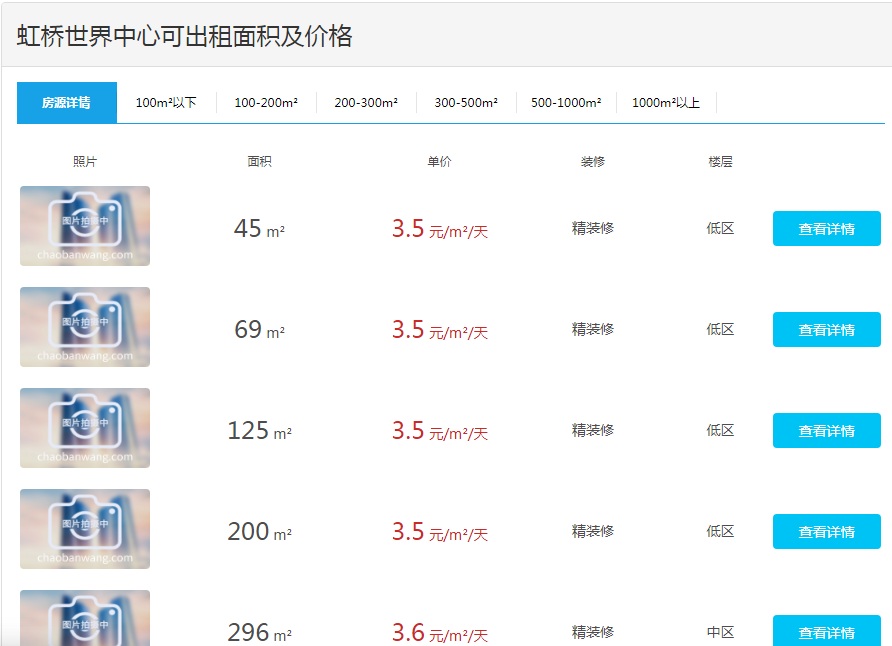 虹桥世界中心可出租面积及价格
房源详情 100m²以下 100-200m² 200-300m² 300-500m² 500-1000m² 1000m²以上
照片 面积 单价 装修 楼层
图片拍摄中
chaobanwang.com
45 m² 3.5 元/m²/天 精装修 低区 查看详情
图片拍摄中
chaobanwang.com
69 m² 3.5 元/m²/天 精装修 低区 查看详情
图片拍摄中
chaobanwang.com
125 m² 3.5 元/m²/天 精装修 低区 查看详情
图片拍摄中
chaobanwang.com
200 m² 3.5 元/m²/天 精装修 低区 查看详情
图片拍摄中
296 m² 3.6 元/m²/天 精装修 中区 查看详情